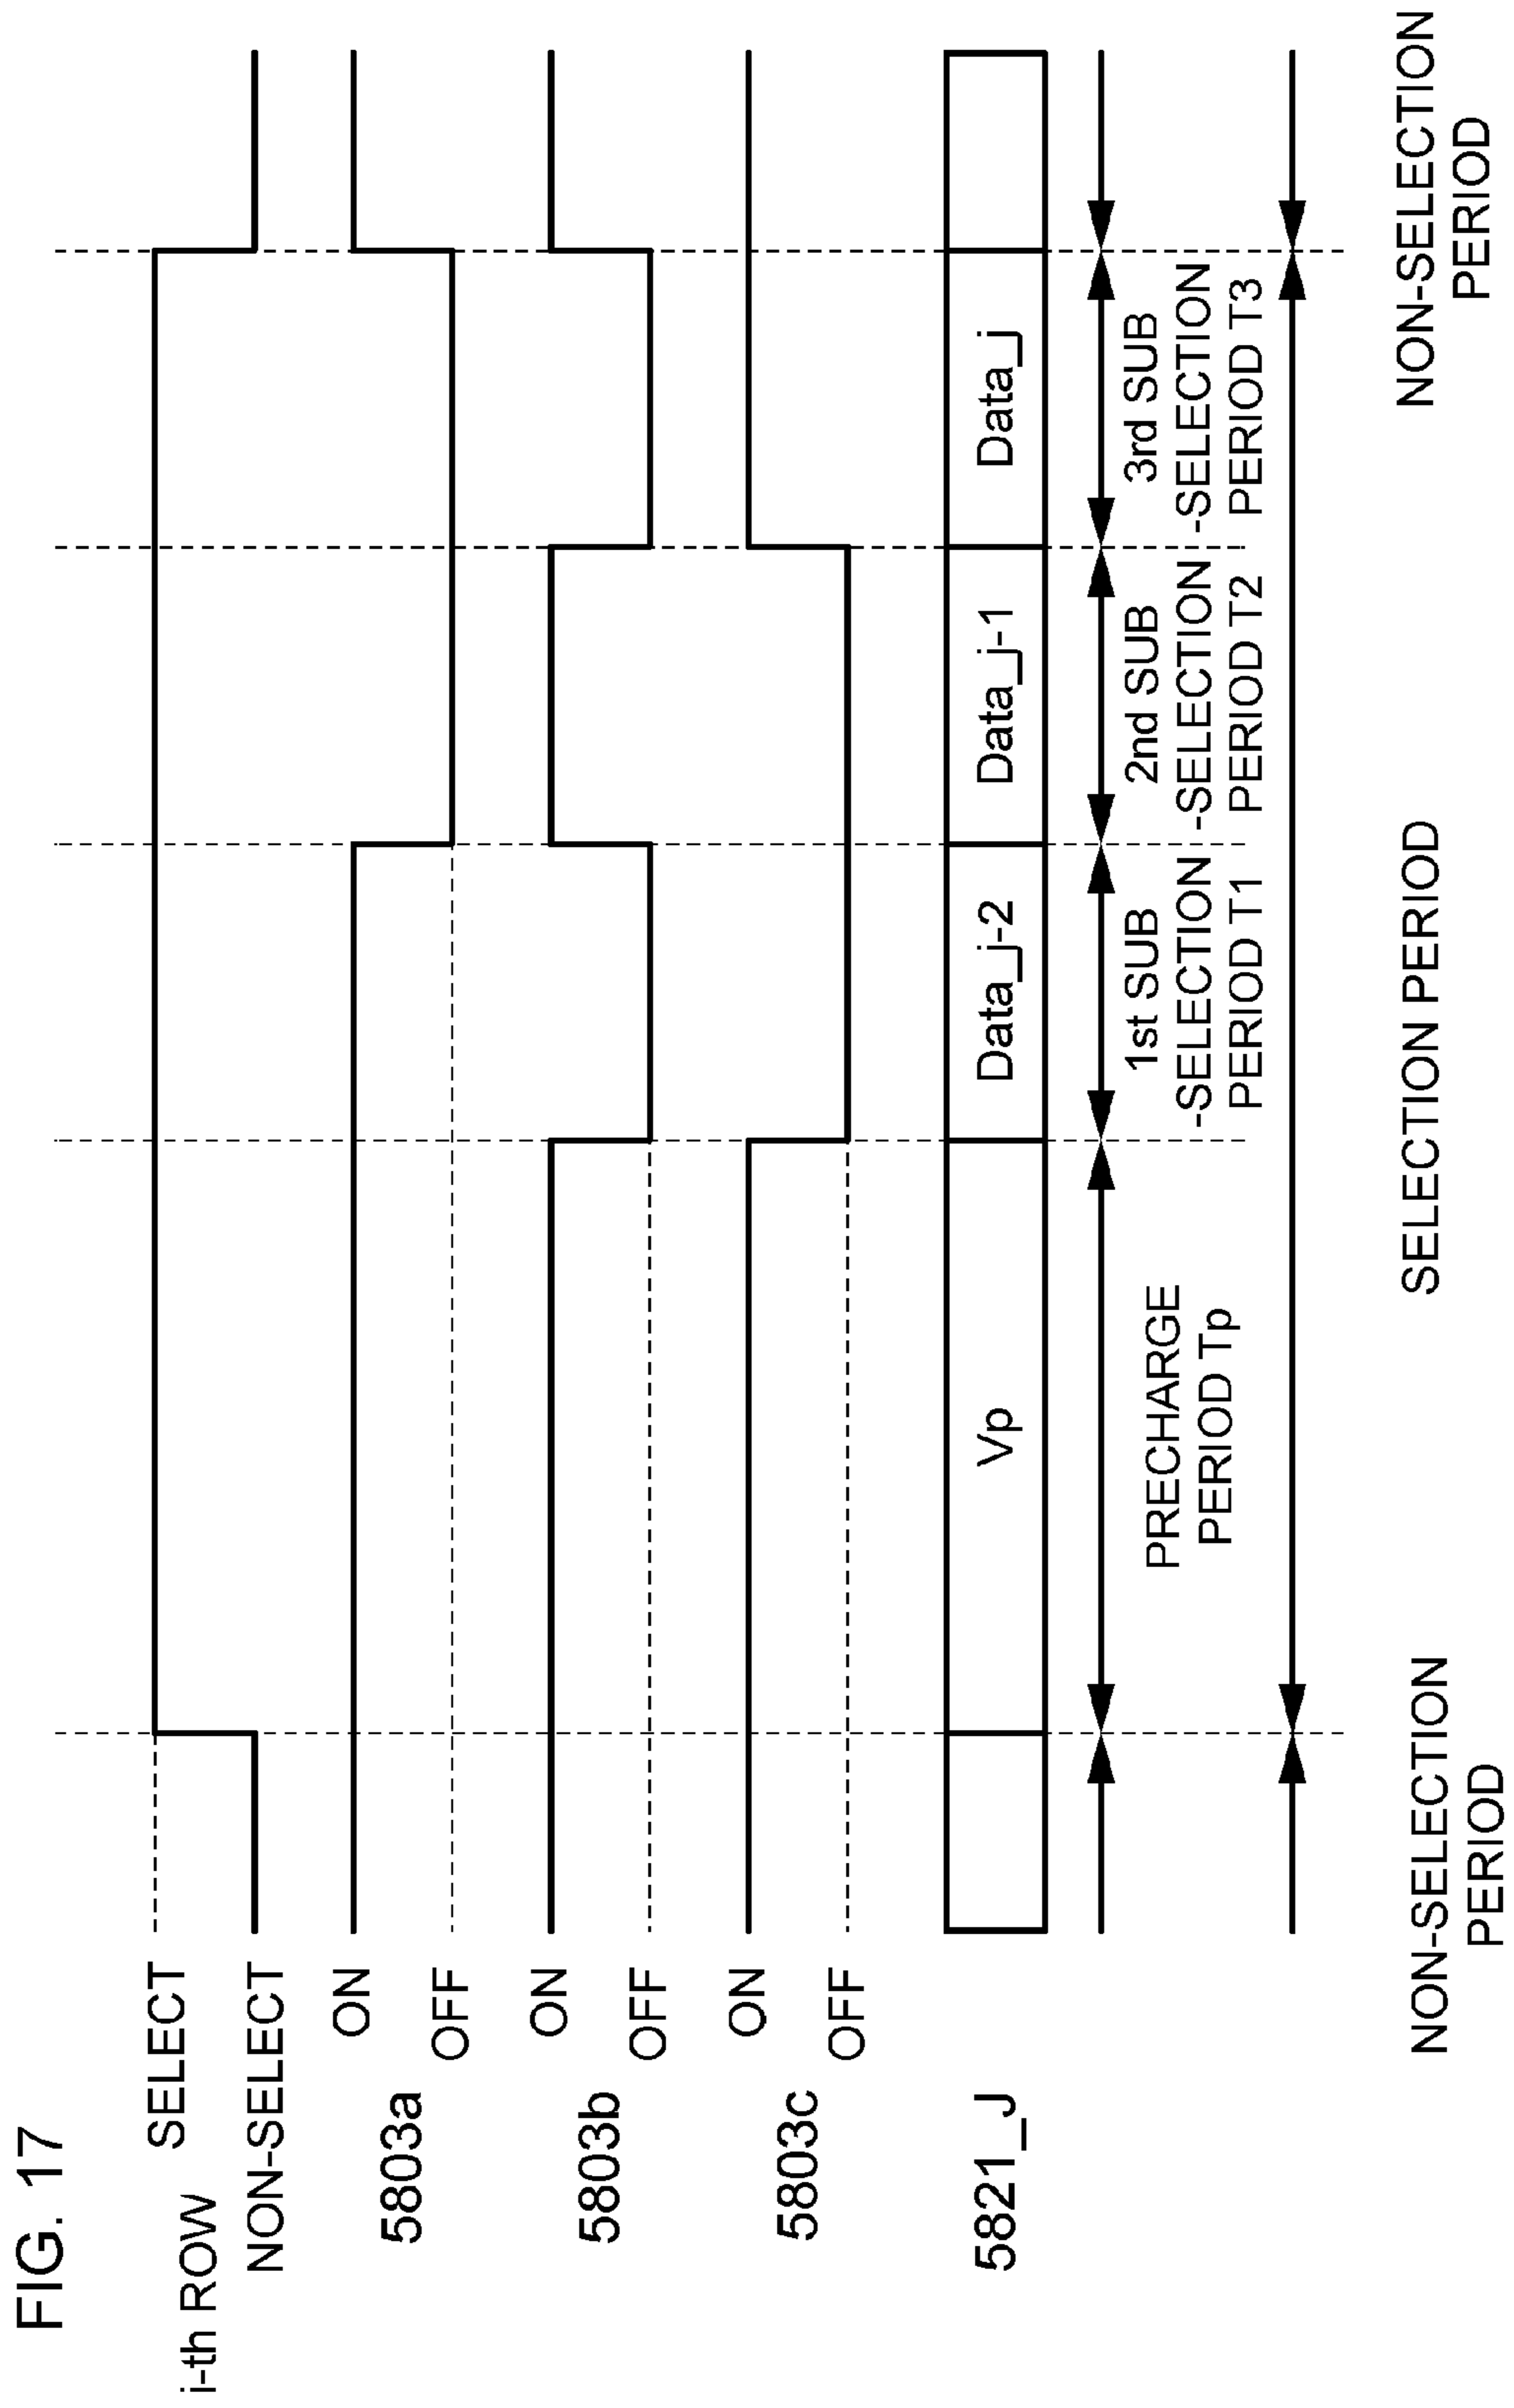 FIG. 17
i-th ROW
SELECT
NON-SELECT
5803a
ON
OFF
5803b
ON
OFF
5803c
ON
OFF
5821_J
Vp
Data_j-2
Data_j-1
Data_j
PRECHARGE
PERIOD Tp
1st SUB
-SELECTION
PERIOD T1
2nd SUB
-SELECTION
PERIOD T2
3rd SUB
-SELECTION
PERIOD T3
NON-SELECTION
PERIOD
SELECTION PERIOD
NON-SELECTION
PERIOD